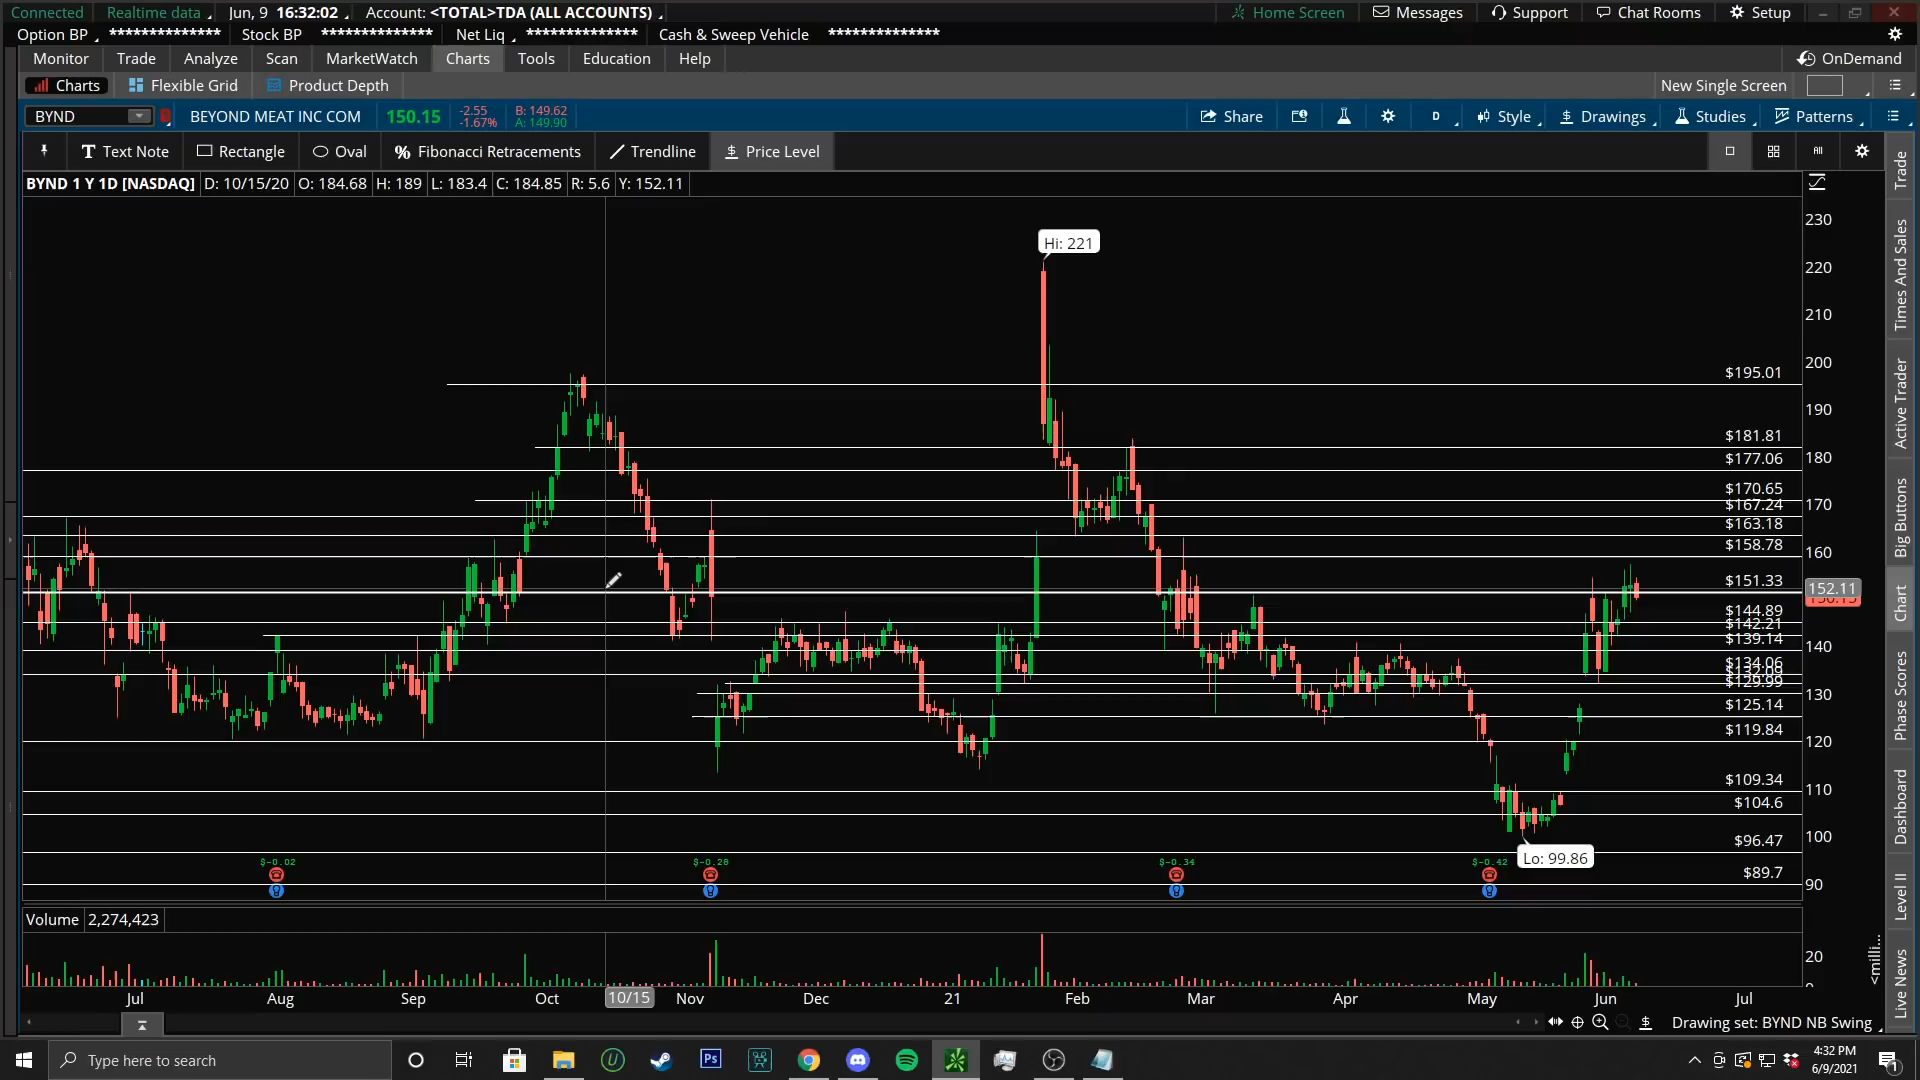 Connected Realtime data Jun, 9 16:32:02 Account: <TOTAL>TDA (ALL ACCOUNTS) Home Screen Messages Support Chat Rooms Setup
Option BP ************** Stock BP ************** Net Liq ************** Cash & Sweep Vehicle **************
Monitor Trade Analyze Scan MarketWatch Charts Tools Education Help OnDemand
Charts Flexible Grid Product Depth New Single Screen
BYND BEYOND MEAT INC COM 150.15 -2.55 -1.67% B: 149.62 A: 149.90 Share D Style Drawings Studies Patterns
Text Note Rectangle Oval Fibonacci Retracements Trendline Price Level All
BYND 1 Y 1D [NASDAQ] D: 10/15/20 O: 184.68 H: 189 L: 183.4 C: 184.85 R: 5.6 Y: 152.11
230
Hi: 221
220
210
200
$195.01
190
$181.81
180
$177.06
$170.65
170
$167.24
$163.18
160
$158.78
$151.33
152.11
$144.89
$142.21
$139.14
140
$134.06
$129.99
130
$125.14
$119.84
120
$109.34
110
$104.6
100
$96.47
Lo: 99.86
$-0.02 $-0.28 $-0.34 $-0.42
$89.7
90
Volume 2,274,423
20
<milli...
Jul Aug Sep Oct 10/15 Nov Dec 21 Feb Mar Apr May Jun Jul
Drawing set: BYND NB Swing
Trade
Times And Sales
Active Trader
Big Buttons
Chart
Phase Scores
Dashboard
Level II
Live News
Type here to search
Ps
4:32 PM
6/9/2021
1